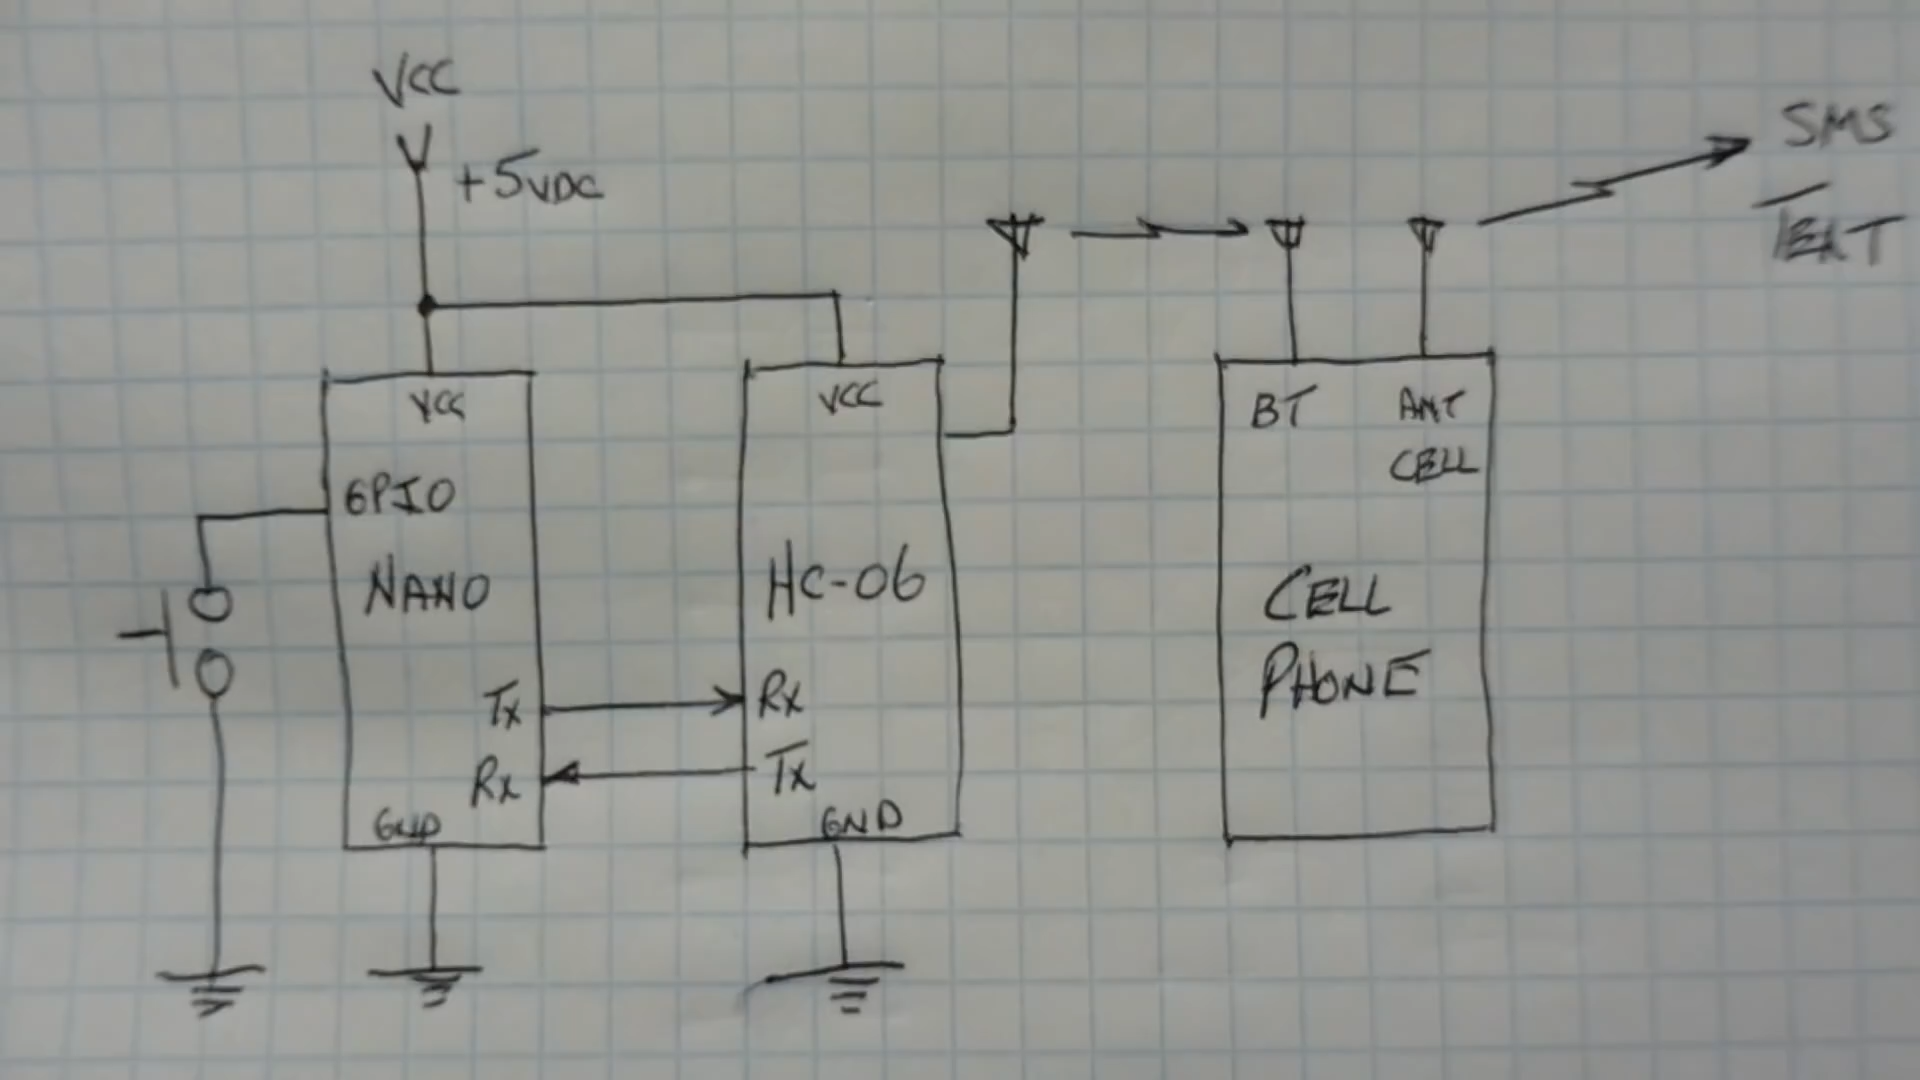 VCC
+5VDC
SMS
TEXT
VCC
VCC
BT
ANT
CELL
GPIO
NANO
HC-06
CELL
PHONE
Tx
Rx
Rx
Tx
GND
GND